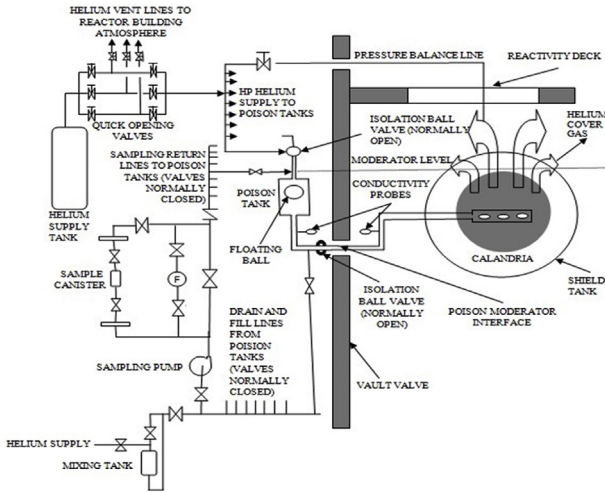 HELIUM VENT LINES TO
REACTOR BUILDING
ATMOSPHERE
PRESSURE BALANCE LINE
REACTIVITY DECK
HP HELIUM
SUPPLY TO
POISON TANKS
QUICK OPENING
VALVES
ISOLATION BALL
VALVE (NORMALLY
OPEN)
HELIUM
COVER
GAS
SAMPLING RETURN
LINES TO POISON
TANKS (VALVES
NORMALLY
CLOSED)
MODERATOR LEVEL
POISON
TANK
CONDUCTIVITY
PROBES
HELIUM
SUPPLY
TANK
FLOATING
BALL
CALANDRIA
SAMPLE
CANISTER
F
SHIELD
TANK
ISOLATION
BALL VALVE
(NORMALLY
OPEN)
POISON MODERATOR
INTERFACE
DRAIN AND
FILL LINES
FROM
POISION
TANKS
(VALVES
NORMALLY
CLOSED)
SAMPLING PUMP
VAULT VALVE
HELIUM SUPPLY
MIXING TANK